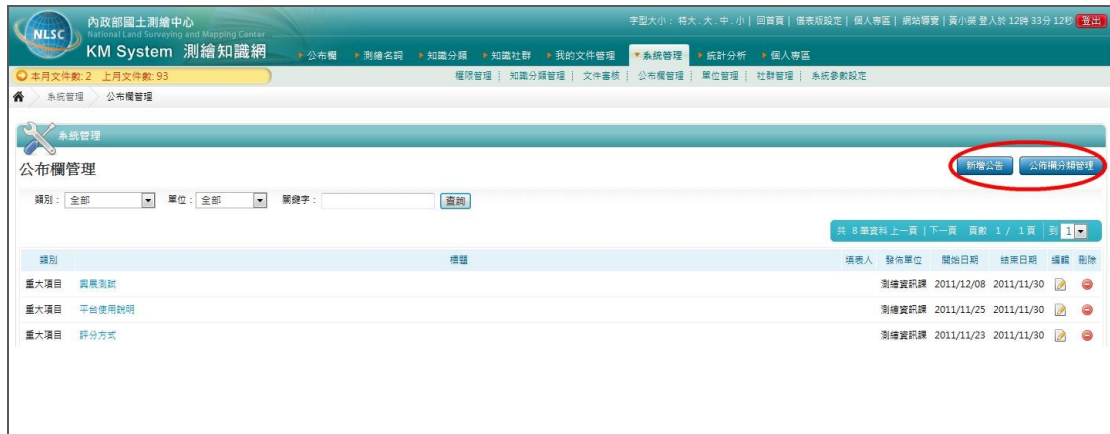 NLSC 內政部國土測繪中心
National Land Surveying and Mapping Center
KM System 測繪知識網
字型大小：特大.大.中.小| 回首頁| 儀表版設定| 個人專區| 網站導覽| 黃小榮 登入於 12時 33分 12秒 登出
公布欄 測繪名詞 知識分類 知識社群 我的文件管理 系統管理 統計分析 個人專區
本月文件數: 2 上月文件數: 93
權限管理 | 知識分類管理 | 文件審核 | 公布欄管理 | 單位管理 | 社群管理 | 系統參數設定
系統管理 公布欄管理
系統管理
公布欄管理
新增公告 公佈欄分類管理
類別： 全部 單位： 全部 關鍵字： 查詢
共 8 筆資料 上一頁 | 下一頁 頁數 1 / 1 頁 | 到 1
類別 標題 填表人 發佈單位 開始日期 結束日期 編輯 刪除
重大項目 興展測試 測繪資訊課 2011/12/08 2011/11/30
重大項目 平台使用說明 測繪資訊課 2011/11/25 2011/11/30
重大項目 評分方式 測繪資訊課 2011/11/23 2011/11/30